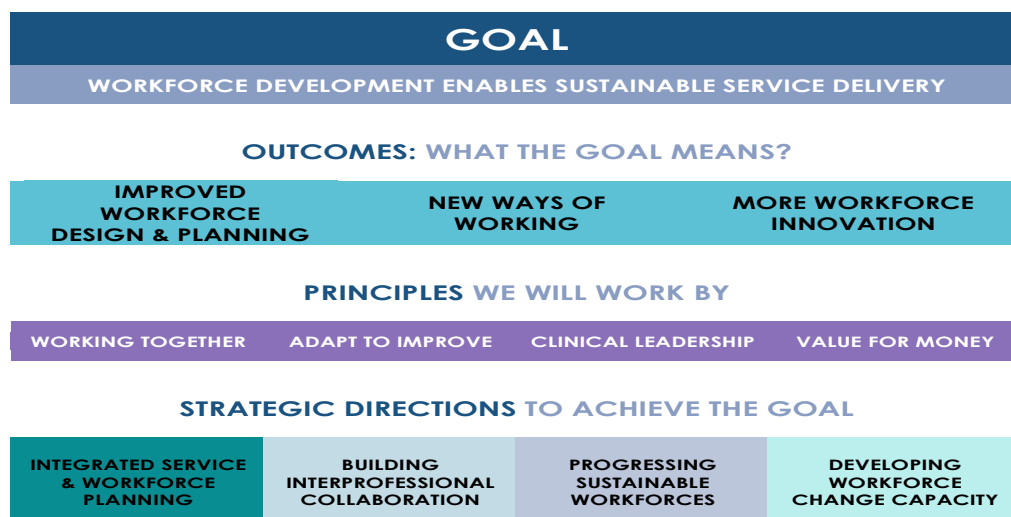 GOAL
WORKFORCE DEVELOPMENT ENABLES SUSTAINABLE SERVICE DELIVERY
OUTCOMES: WHAT THE GOAL MEANS?
IMPROVED
WORKFORCE
DESIGN & PLANNING
NEW WAYS OF
WORKING
MORE WORKFORCE
INNOVATION
PRINCIPLES WE WILL WORK BY
WORKING TOGETHER
ADAPT TO IMPROVE
CLINICAL LEADERSHIP
VALUE FOR MONEY
STRATEGIC DIRECTIONS TO ACHIEVE THE GOAL
INTEGRATED SERVICE
& WORKFORCE
PLANNING
BUILDING
INTERPROFESSIONAL
COLLABORATION
PROGRESSING
SUSTAINABLE
WORKFORCES
DEVELOPING
WORKFORCE
CHANGE CAPACITY